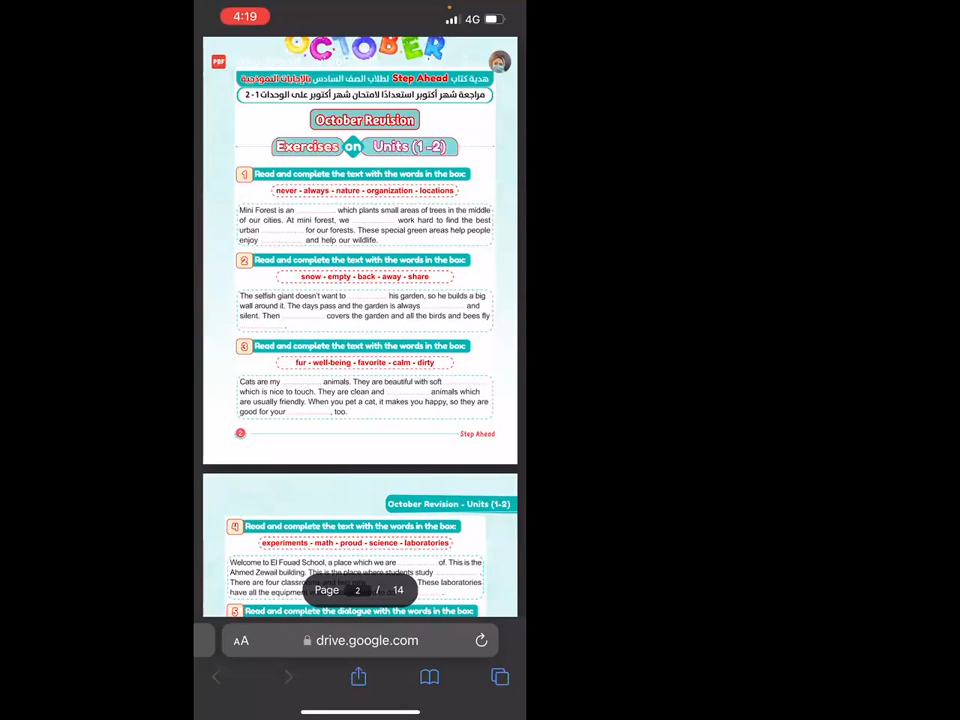 4:19
4G
OCTOBER
PDF
هدية كتاب Step Ahead لطلاب الصف السادس بالإجابات النموذجية
مراجعة شهر أكتوبر استعدادًا لامتحان شهر أكتوبر على الوحدات 1 - 2
October Revision
Exercises on Units (1-2)
1 Read and complete the text with the words in the box:
never - always - nature - organization - locations
Mini Forest is an .............. which plants small areas of trees in the middle
of our cities. At mini forest, we .............. work hard to find the best
urban .............. for our forests. These special green areas help people
enjoy .............. and help our wildlife.
2 Read and complete the text with the words in the box:
snow - empty - back - away - share
The selfish giant doesn't want to .............. his garden, so he builds a big
wall around it. The days pass and the garden is always .............. and
silent. Then .............. covers the garden and all the birds and bees fly
.............. .
3 Read and complete the text with the words in the box:
fur - well-being - favorite - calm - dirty
Cats are my .............. animals. They are beautiful with soft ..............
which is nice to touch. They are clean and .............. animals which
are usually friendly. When you pet a cat, it makes you happy, so they are
good for your .............. , too.
2
Step Ahead
October Revision - Units (1-2)
4 Read and complete the text with the words in the box:
experiments - math - proud - science - laboratories
Welcome to El Fouad School, a place which we are .............. of. This is the
Ahmed Zewail building. This is the place where students study ..............
There are four classrooms and two .............. These laboratories
have all the equipment
Page 2 / 14
5 Read and complete the dialogue with the words in the box:
AA
drive.google.com